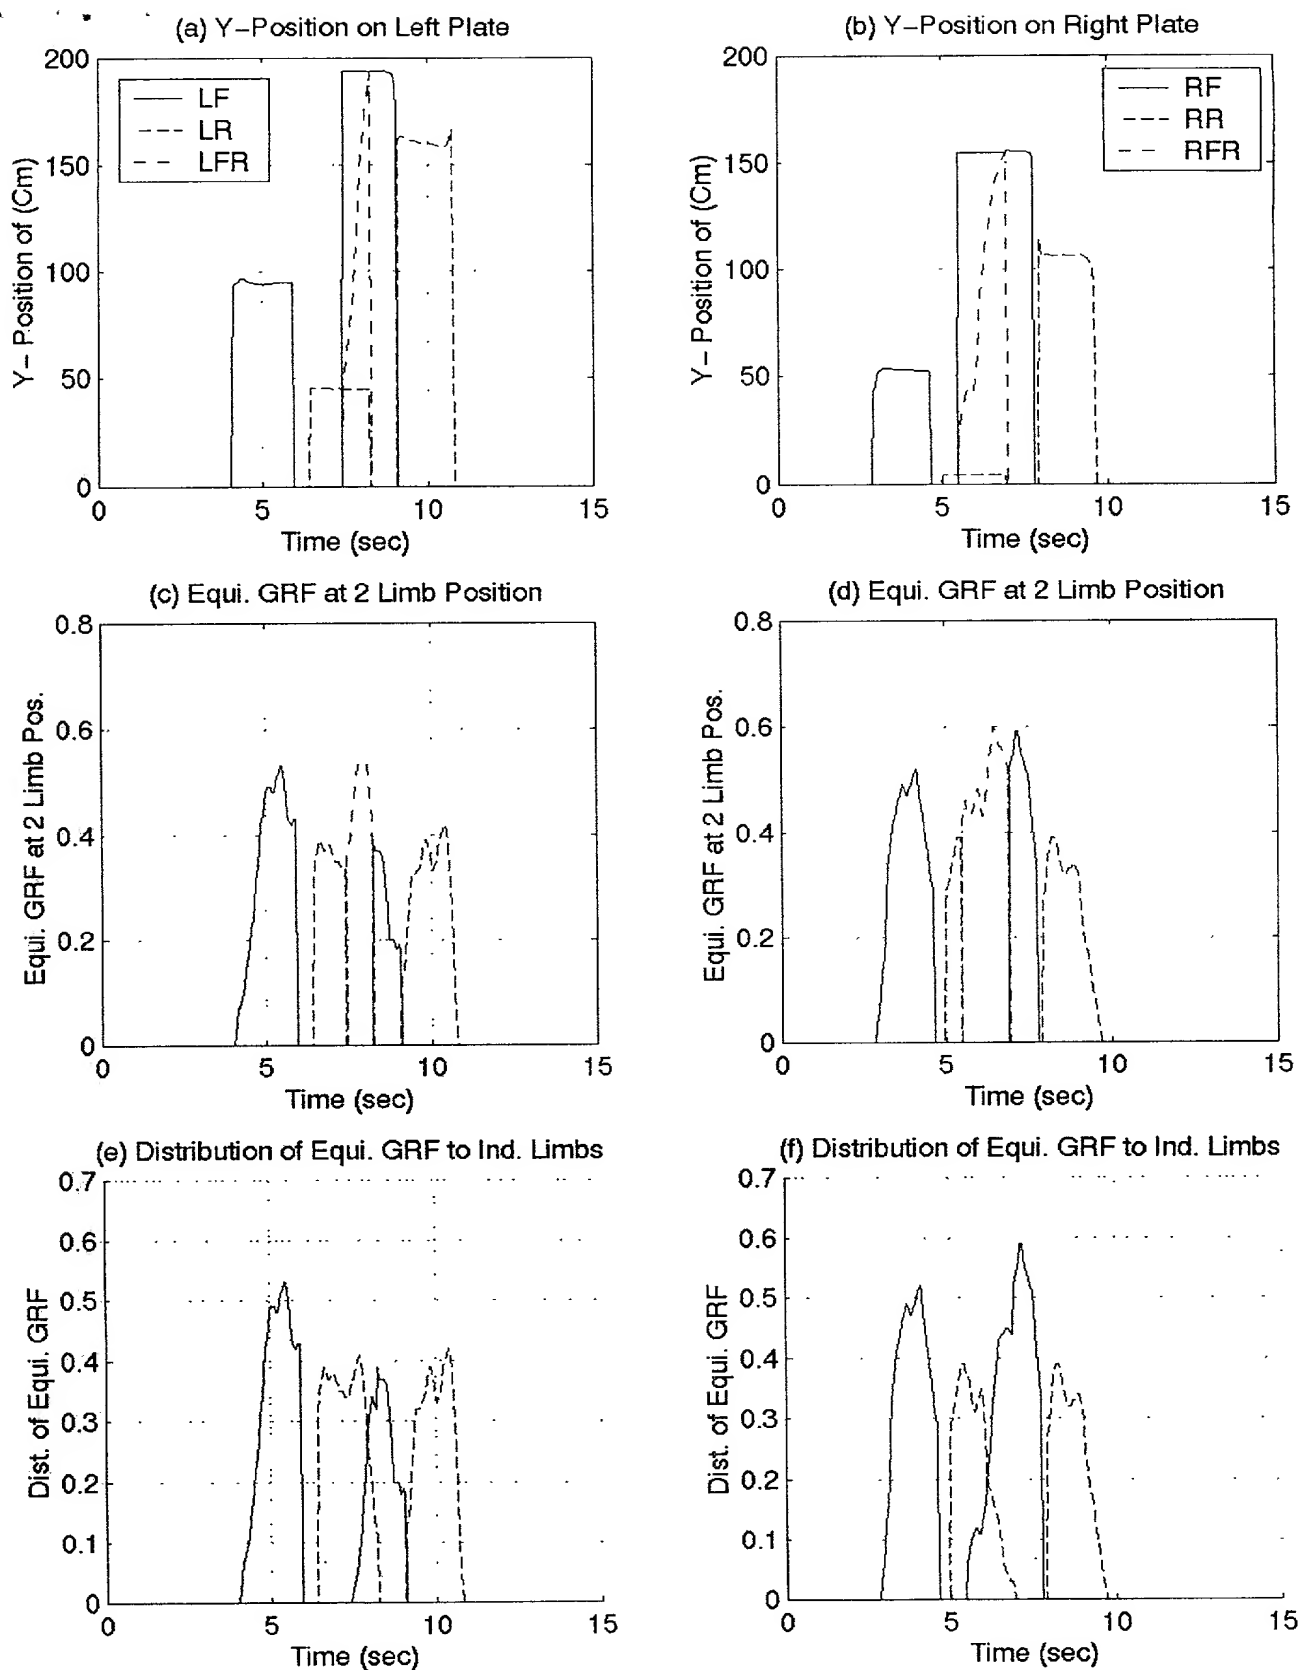 (a) Y-Position on Left Plate
200
150
100
50
0
0
5
10
15
Y- Position of (Cm)
Time (sec)
LF
LR
LFR
(b) Y-Position on Right Plate
200
150
100
50
0
0
5
10
15
Y- Position of (Cm)
Time (sec)
RF
RR
RFR
(c) Equi. GRF at 2 Limb Position
0.8
0.6
0.4
0.2
0
0
5
10
15
Equi. GRF at 2 Limb Pos.
Time (sec)
(d) Equi. GRF at 2 Limb Position
0.8
0.6
0.4
0.2
0
0
5
10
15
Equi. GRF at 2 Limb Pos.
Time (sec)
(e) Distribution of Equi. GRF to Ind. Limbs
0.7
0.6
0.5
0.4
0.3
0.2
0.1
0
0
5
10
15
Dist. of Equi. GRF
Time (sec)
(f) Distribution of Equi. GRF to Ind. Limbs
0.7
0.6
0.5
0.4
0.3
0.2
0.1
0
0
5
10
15
Dist. of Equi. GRF
Time (sec)